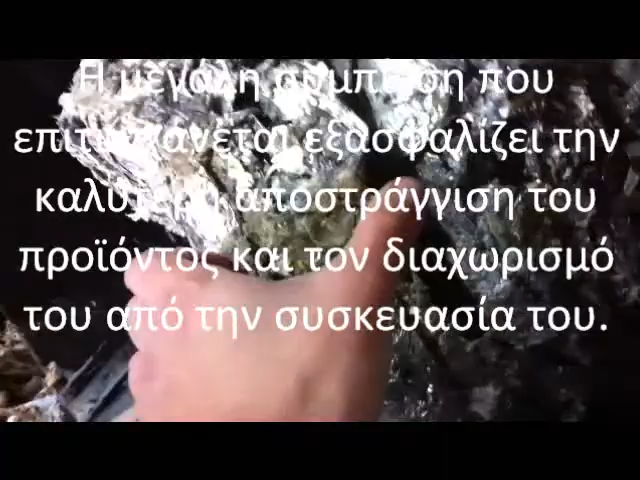 Η μεγάλη συμπίεση που
επιτυγχάνεται εξασφαλίζει την
καλύτερη αποστράγγιση του
προϊόντος και τον διαχωρισμό
του από την συσκευασία του.